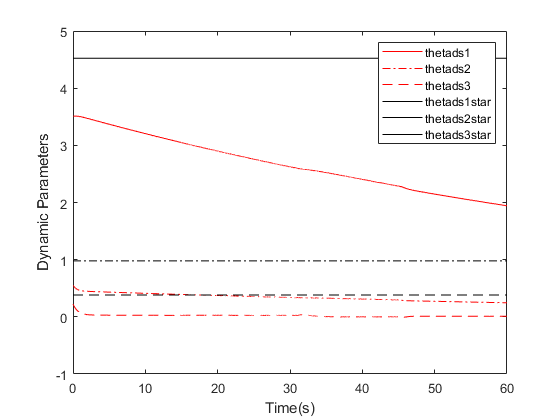 5
4
3
2
1
0
-1
Dynamic Parameters
thetads1
thetads2
thetads3
thetads1star
thetads2star
thetads3star
0 10 20 30 40 50 60
Time(s)